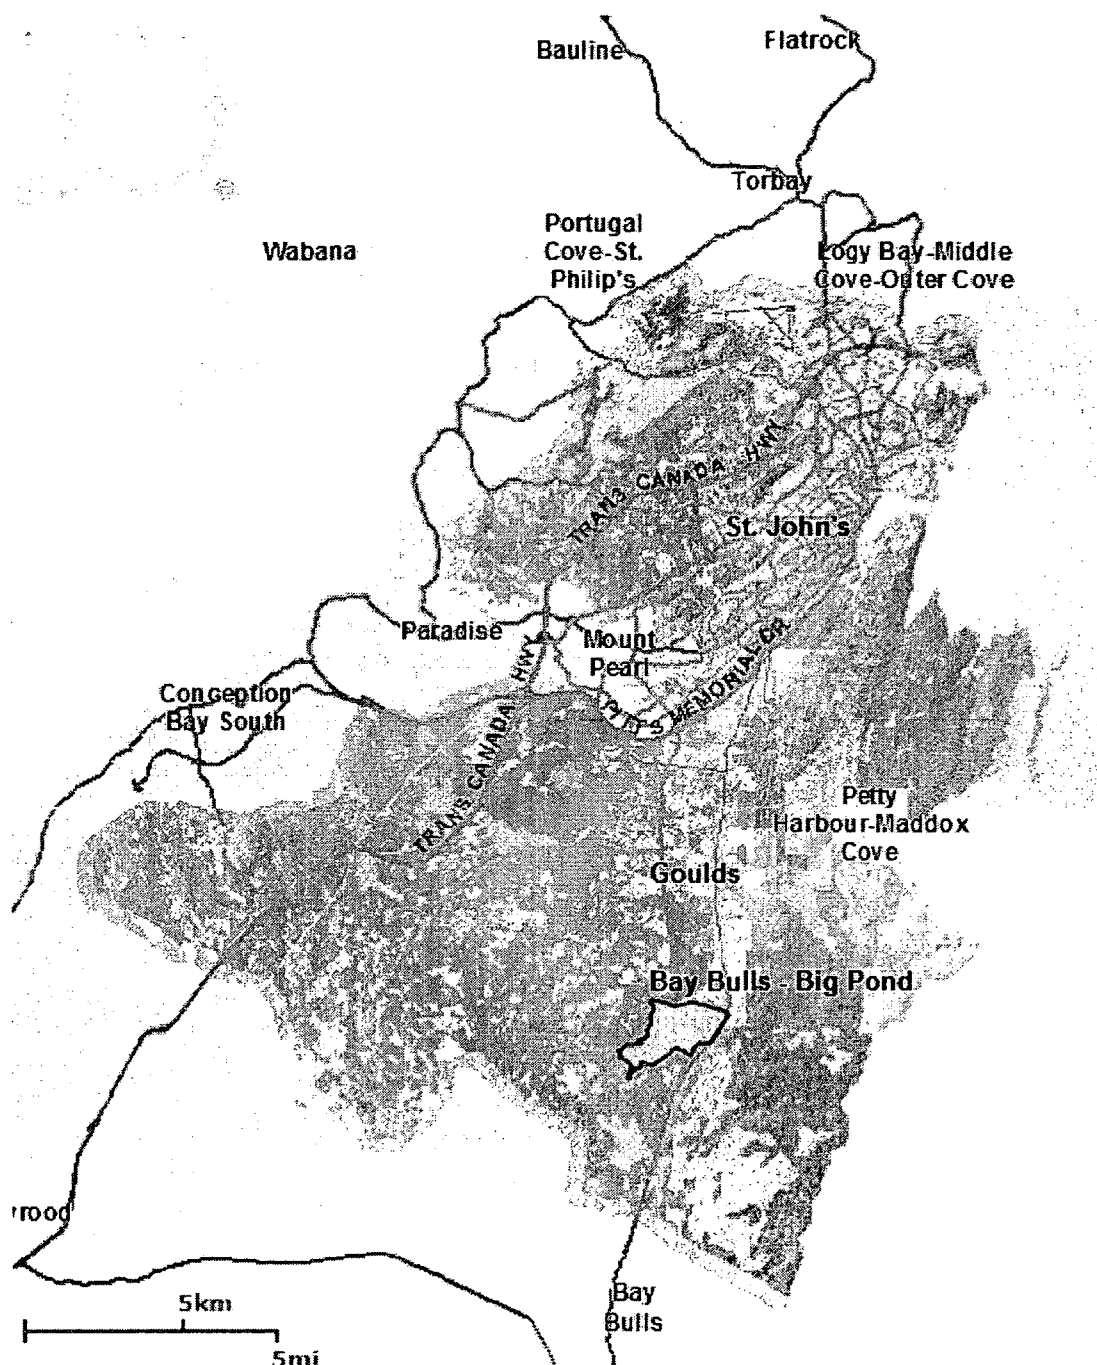 Bauline
Flatrock
Torbay
Portugal
Cove-St.
Philip's
Wabana
Logy Bay-Middle
Cove-Outer Cove
TRANS CANADA HWY
St. John's
Paradise
Mount
Pearl
HWY
PITTS MEMORIAL DR
Conception
Bay South
TRANS CANADA
Petty
Harbour-Maddox
Cove
Goulds
Bay Bulls - Big Pond
rood
Bay
Bulls
5km
5mi